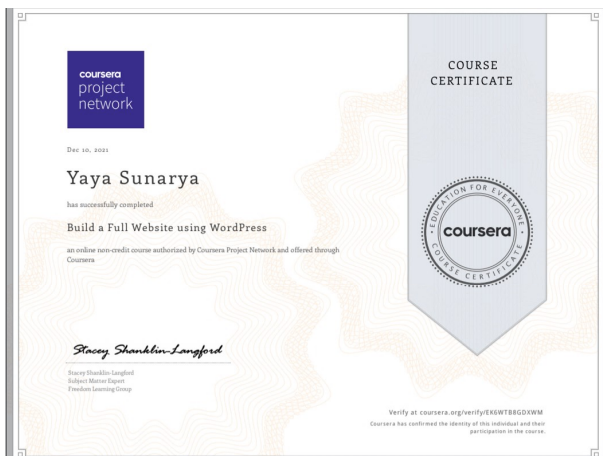 coursera
project
network
Dec 10, 2021
Yaya Sunarya
has successfully completed
Build a Full Website using WordPress
an online non-credit course authorized by Coursera Project Network and offered through
Coursera
Stacey Shanklin-Langford
Stacey Shanklin-Langford
Subject Matter Expert
Freedom Learning Group
COURSE
CERTIFICATE
EDUCATION FOR EVERYONE
coursera
COURSE CERTIFICATE
Verify at coursera.org/verify/EK6WTB8GDXWM
Coursera has confirmed the identity of this individual and their
participation in the course.